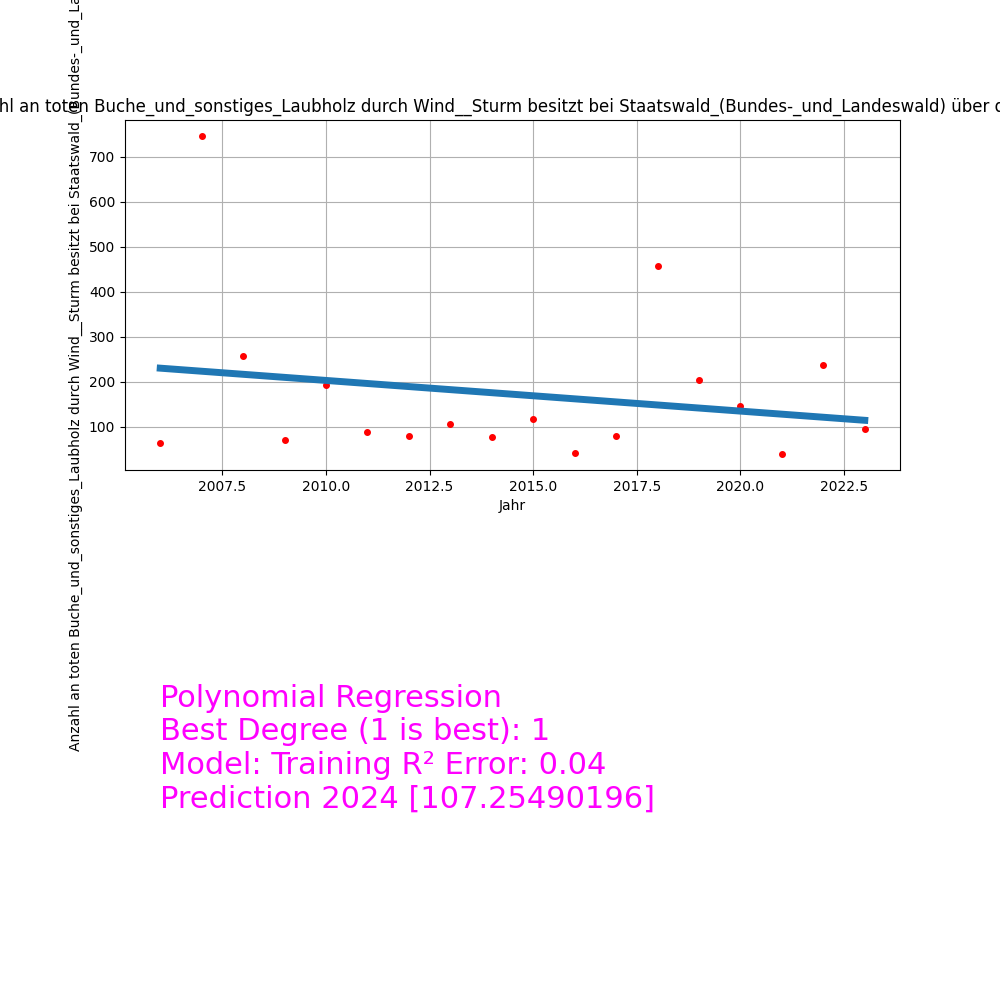 an toten Buche_und_sonstiges_Laubholz durch Wind__Sturm besitzt bei Staatswald_(Bundes-_und_Landeswald) über
Anzahl an toten Buche_und_sonstiges_Laubholz durch Wind__Sturm besitzt bei Staatswald_(Bundes-_und_
700
600
500
400
300
200
100
2007.5 2010.0 2012.5 2015.0 2017.5 2020.0 2022.5
Jahr
Polynomial Regression
Best Degree (1 is best): 1
Model: Training R² Error: 0.04
Prediction 2024 [107.25490196]